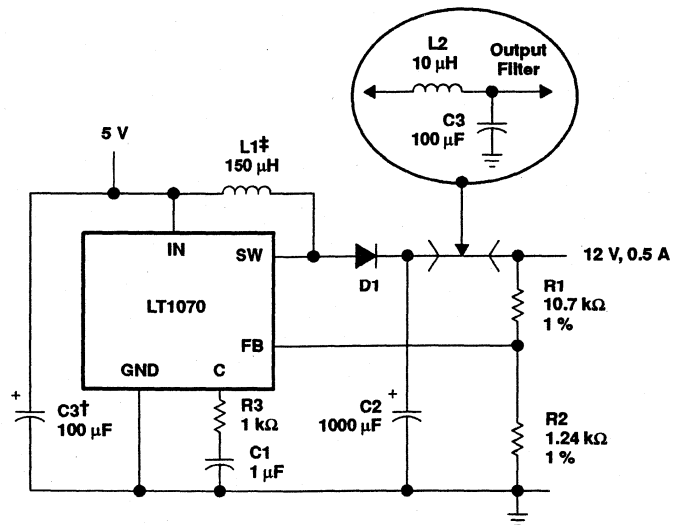 L2
10 µH
Output
Filter
C3
100 µF
5 V
L1‡
150 µH
IN
SW
D1
12 V, 0.5 A
LT1070
R1
10.7 kΩ
1 %
FB
GND
C
+
C3†
100 µF
R3
1 kΩ
C1
1 µF
+
C2
1000 µF
R2
1.24 kΩ
1 %